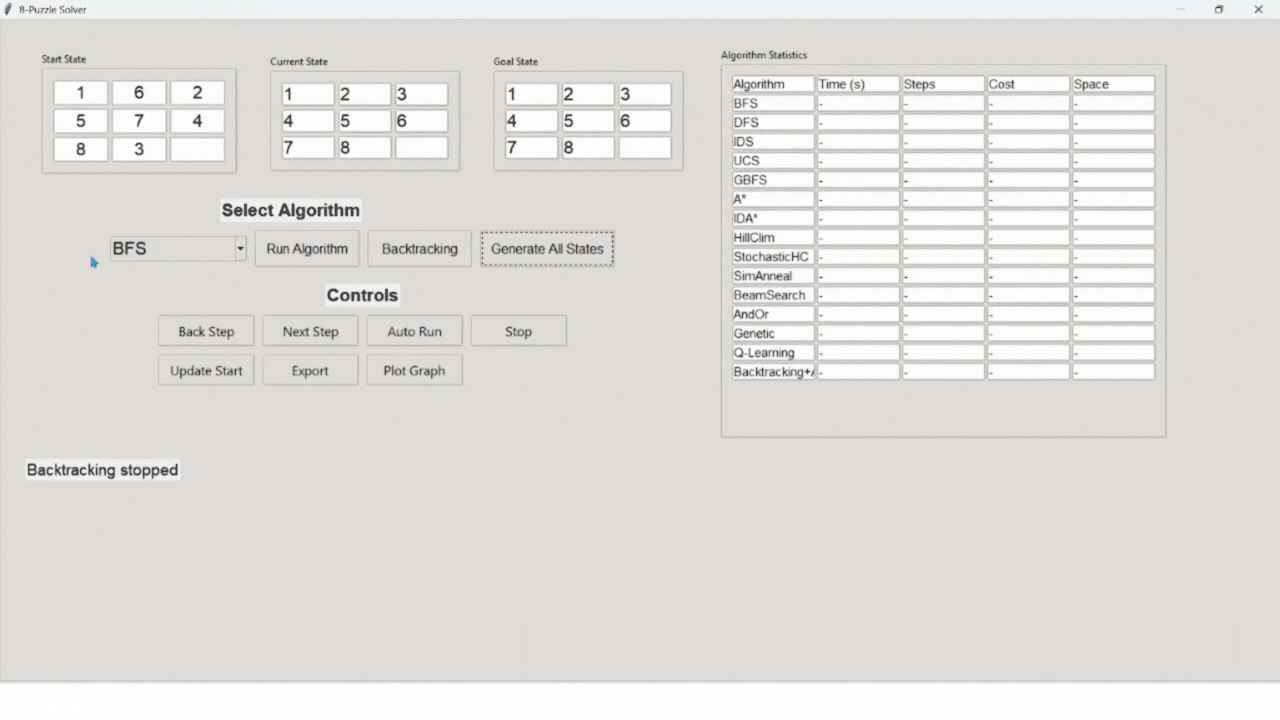 8-Puzzle Solver
Start State
1 6 2
5 7 4
8 3
Current State
1 2 3
4 5 6
7 8
Goal State
1 2 3
4 5 6
7 8
Select Algorithm
BFS Run Algorithm Backtracking Generate All States
Controls
Back Step Next Step Auto Run Stop
Update Start Export Plot Graph
Backtracking stopped
Algorithm Statistics
Algorithm Time (s) Steps Cost Space
BFS - - - -
DFS - - - -
IDS - - - -
UCS - - - -
GBFS - - - -
A* - - - -
IDA* - - - -
HillClim - - - -
StochasticHC - - - -
SimAnneal - - - -
BeamSearch - - - -
AndOr - - - -
Genetic - - - -
Q-Learning - - - -
Backtracking+ - - - -